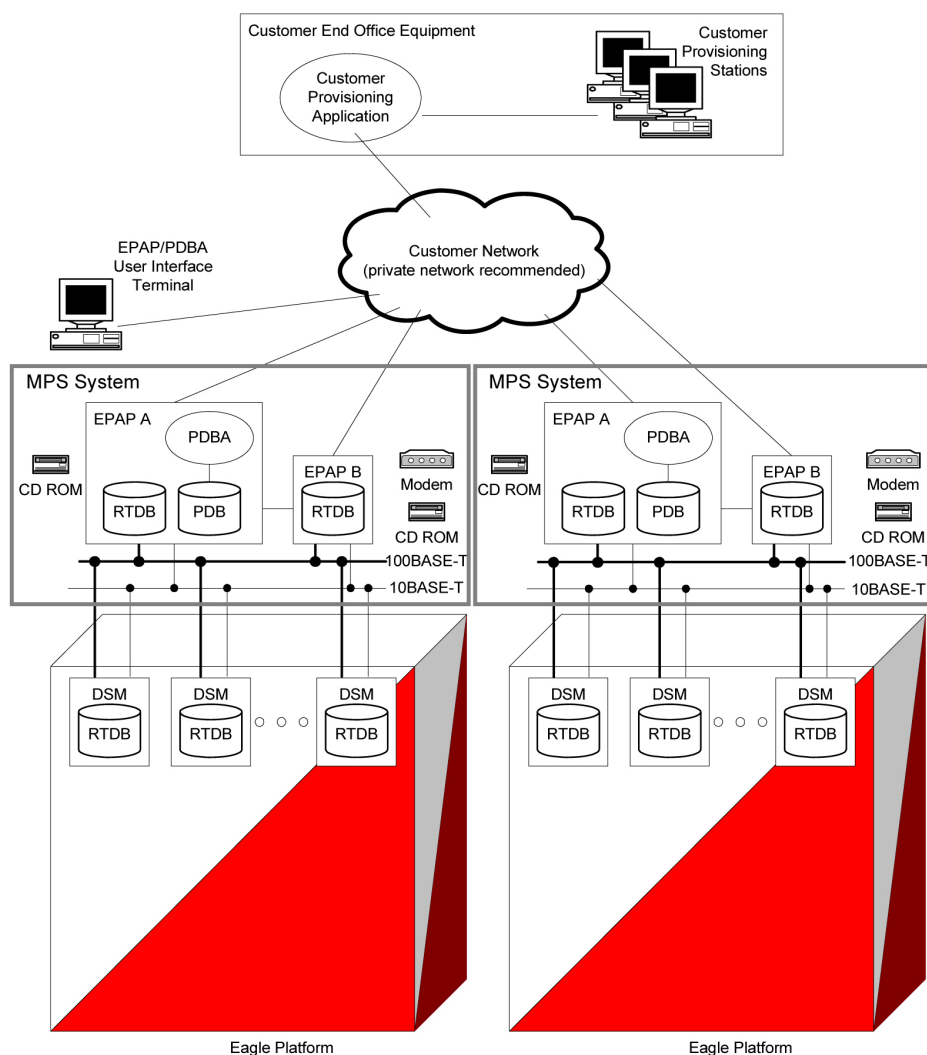 Customer End Office Equipment
Customer
Provisioning
Stations
Customer
Provisioning
Application
Customer Network
(private network recommended)
EPAP/PDBA
User Interface
Terminal
MPS System
EPAP A
PDBA
CD ROM
RTDB
PDB
EPAP B
RTDB
Modem
CD ROM
100BASE-T
10BASE-T
MPS System
EPAP A
PDBA
CD ROM
RTDB
PDB
EPAP B
RTDB
Modem
CD ROM
100BASE-T
10BASE-T
DSM
RTDB
DSM
RTDB
DSM
RTDB
Eagle Platform
DSM
RTDB
DSM
RTDB
DSM
RTDB
Eagle Platform